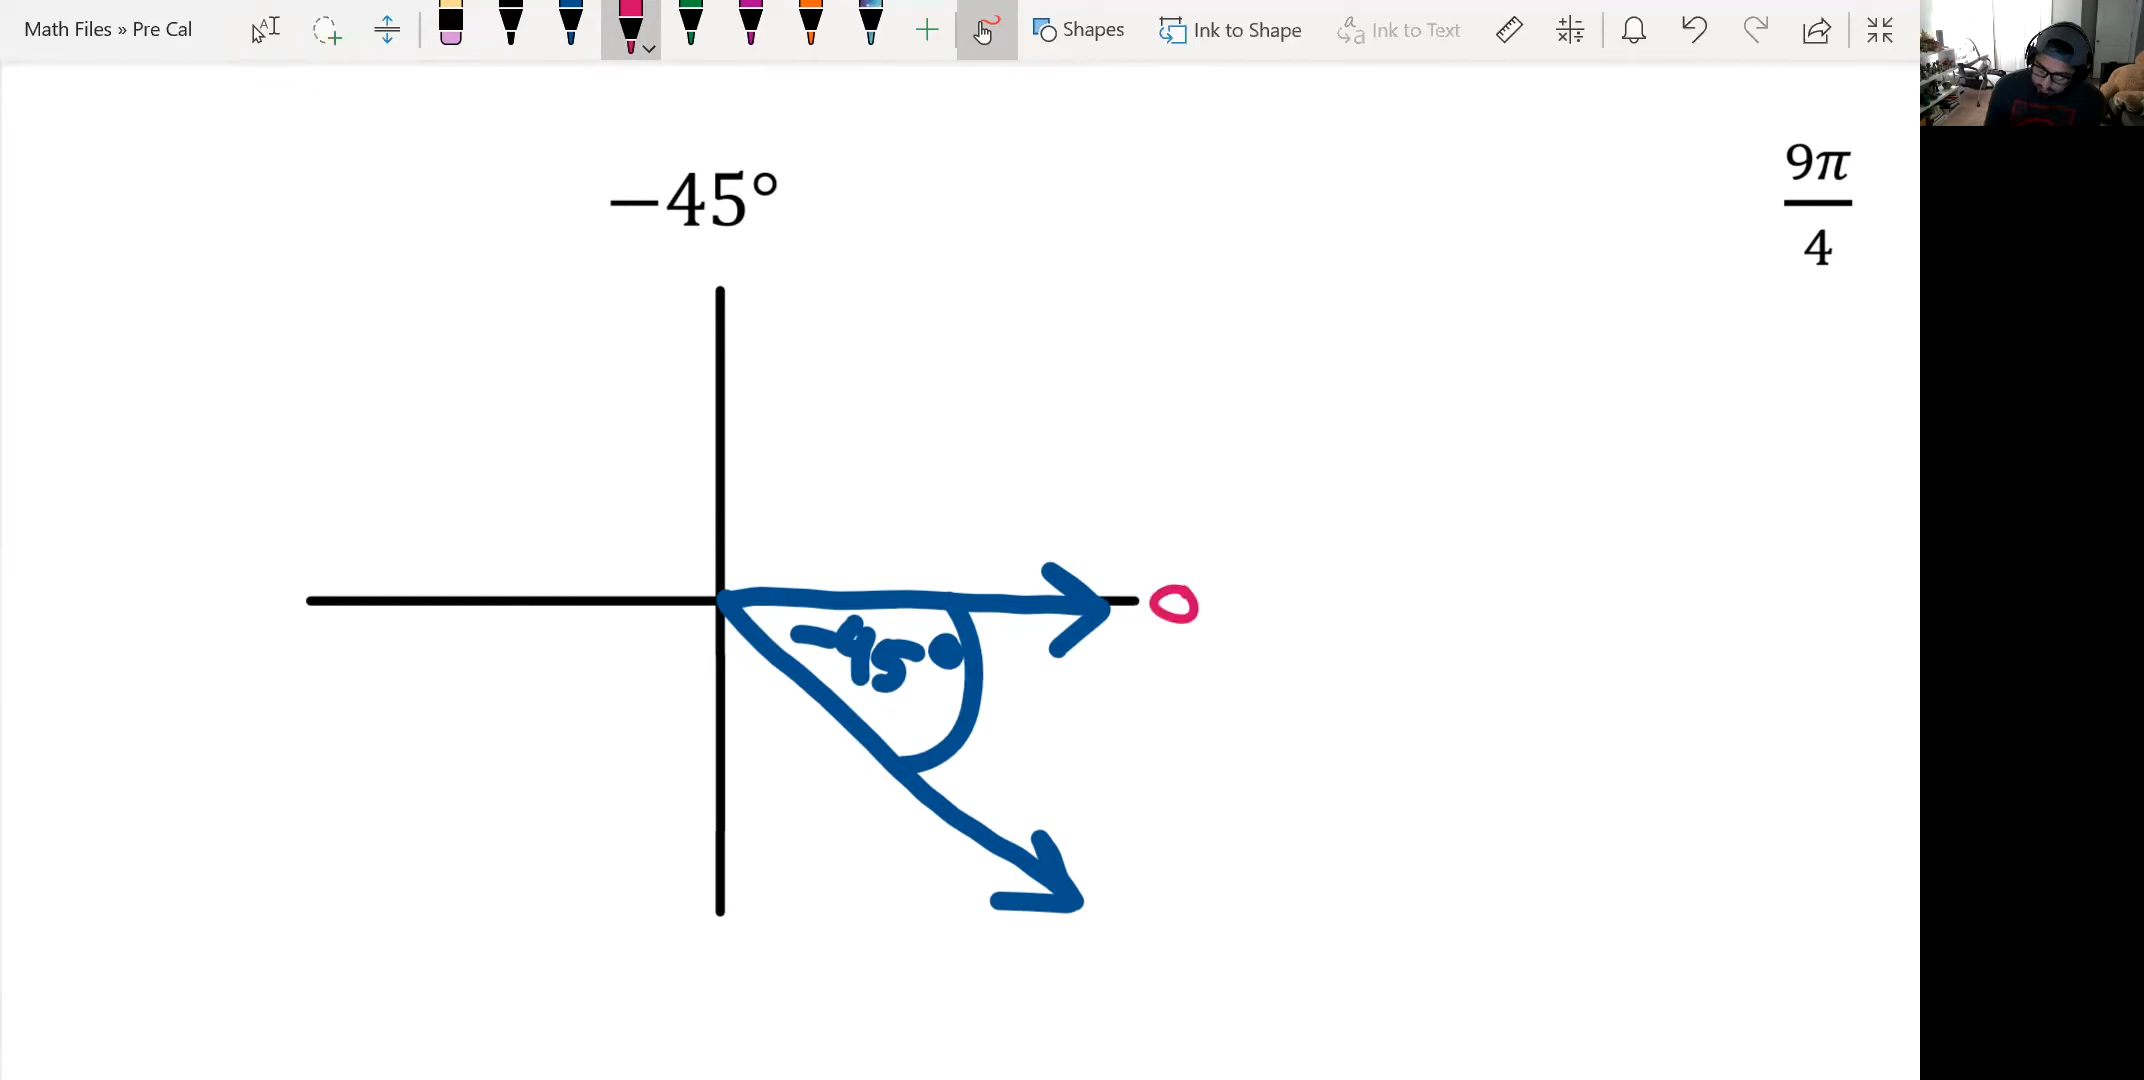 Math Files » Pre Cal
Shapes
Ink to Shape
Ink to Text
−45°
9π
4
0
-45°